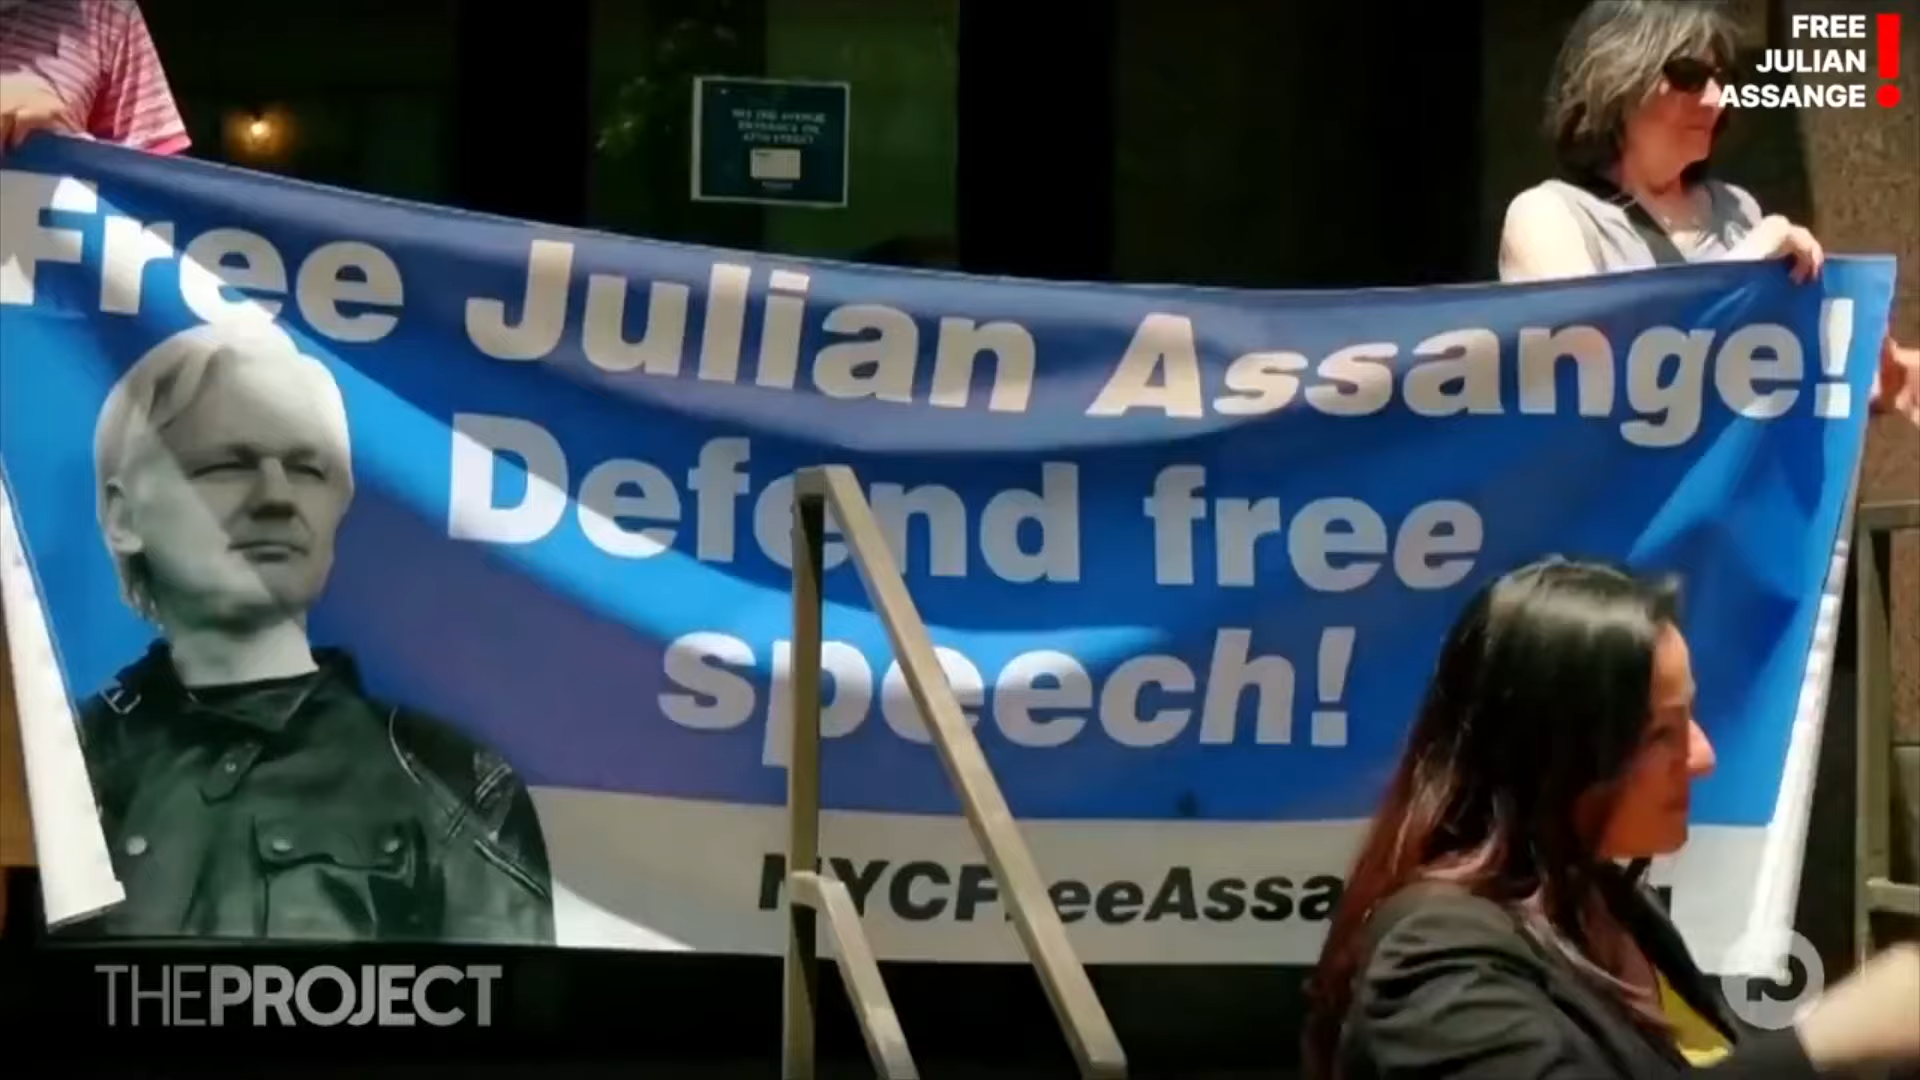 FREE
JULIAN
ASSANGE
Free Julian Assange!
Defend free
speech!
THEPROJECT